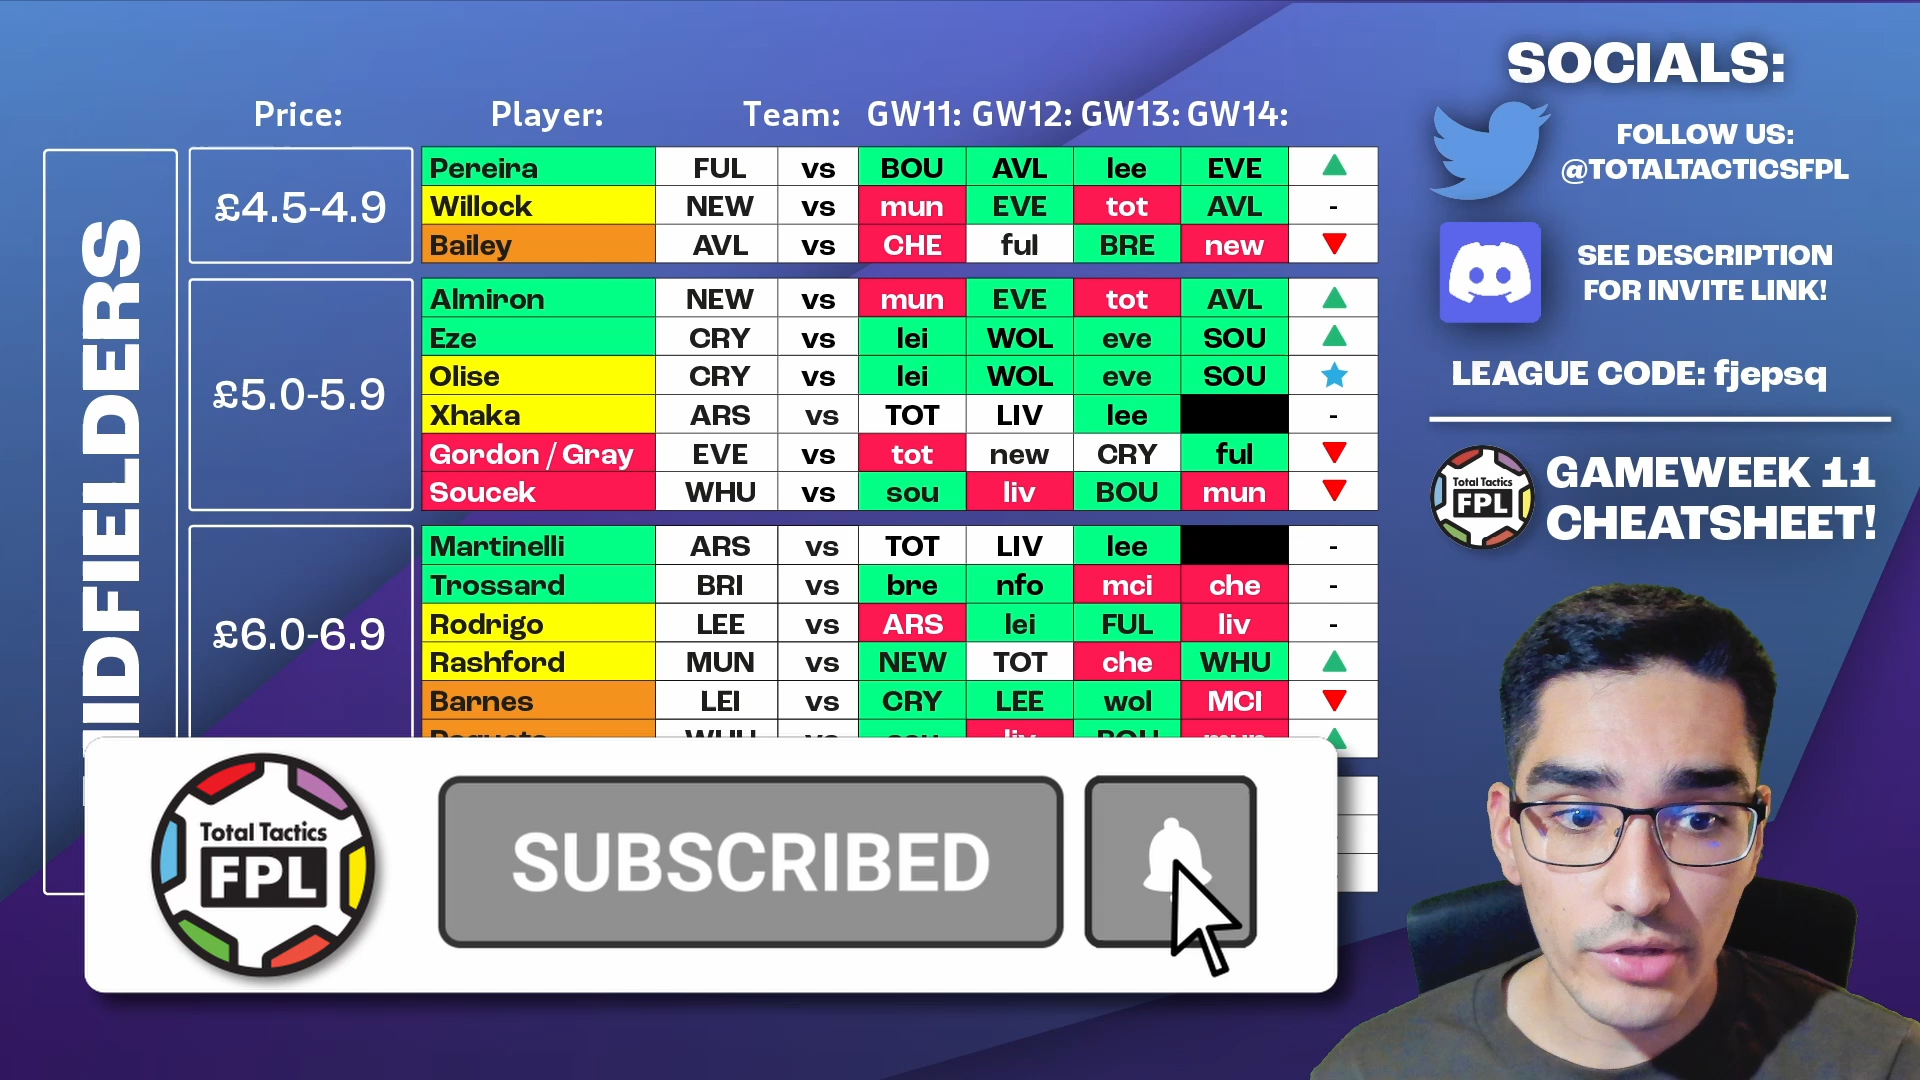 Price: Player: Team: GW11: GW12: GW13: GW14:
£4.5-4.9
Pereira FUL vs BOU AVL lee EVE
Willock NEW vs mun EVE tot AVL -
Bailey AVL vs CHE ful BRE new
£5.0-5.9
Almiron NEW vs mun EVE tot AVL
Eze CRY vs lei WOL eve SOU
Olise CRY vs lei WOL eve SOU
Xhaka ARS vs TOT LIV lee -
Gordon / Gray EVE vs tot new CRY ful
Soucek WHU vs sou liv BOU mun
£6.0-6.9
Martinelli ARS vs TOT LIV lee -
Trossard BRI vs bre nfo mci che -
Rodrigo LEE vs ARS lei FUL liv -
Rashford MUN vs NEW TOT che WHU
Barnes LEI vs CRY LEE wol MCI
SOCIALS:
FOLLOW US:
@TOTALTACTICSFPL
SEE DESCRIPTION
FOR INVITE LINK!
LEAGUE CODE: fjepsq
Total Tactics
FPL
GAMEWEEK 11
CHEATSHEET!
Total Tactics
FPL
SUBSCRIBED